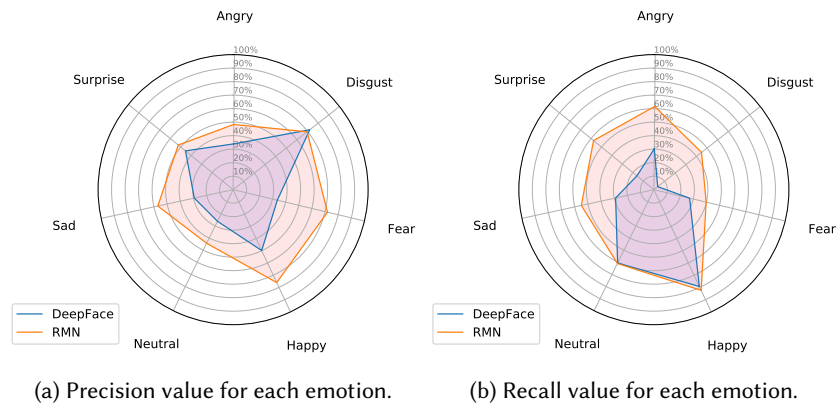 Angry
Surprise
Disgust
100%
90%
80%
70%
60%
50%
40%
30%
20%
10%
Sad
Fear
Neutral
Happy
DeepFace
RMN
(a) Precision value for each emotion.
Angry
Surprise
Disgust
100%
90%
80%
70%
60%
50%
40%
30%
20%
10%
Sad
Fear
Neutral
Happy
DeepFace
RMN
(b) Recall value for each emotion.